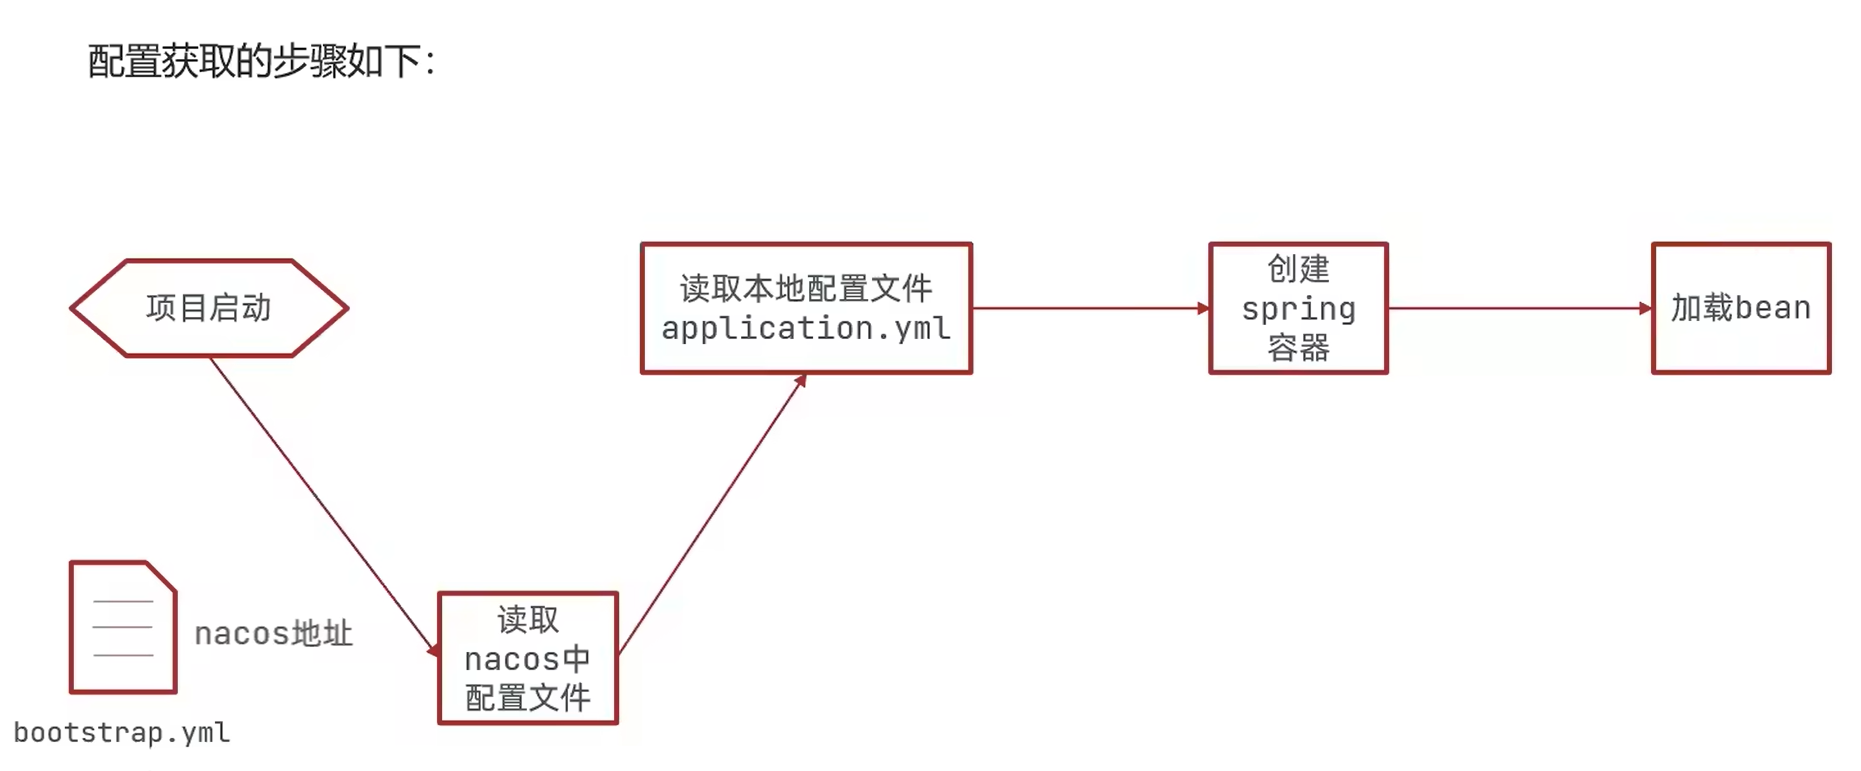 配置获取的步骤如下：
项目启动
读取本地配置文件
application.yml
创建
spring
容器
加载bean
nacos地址
bootstrap.yml
读取
nacos中
配置文件